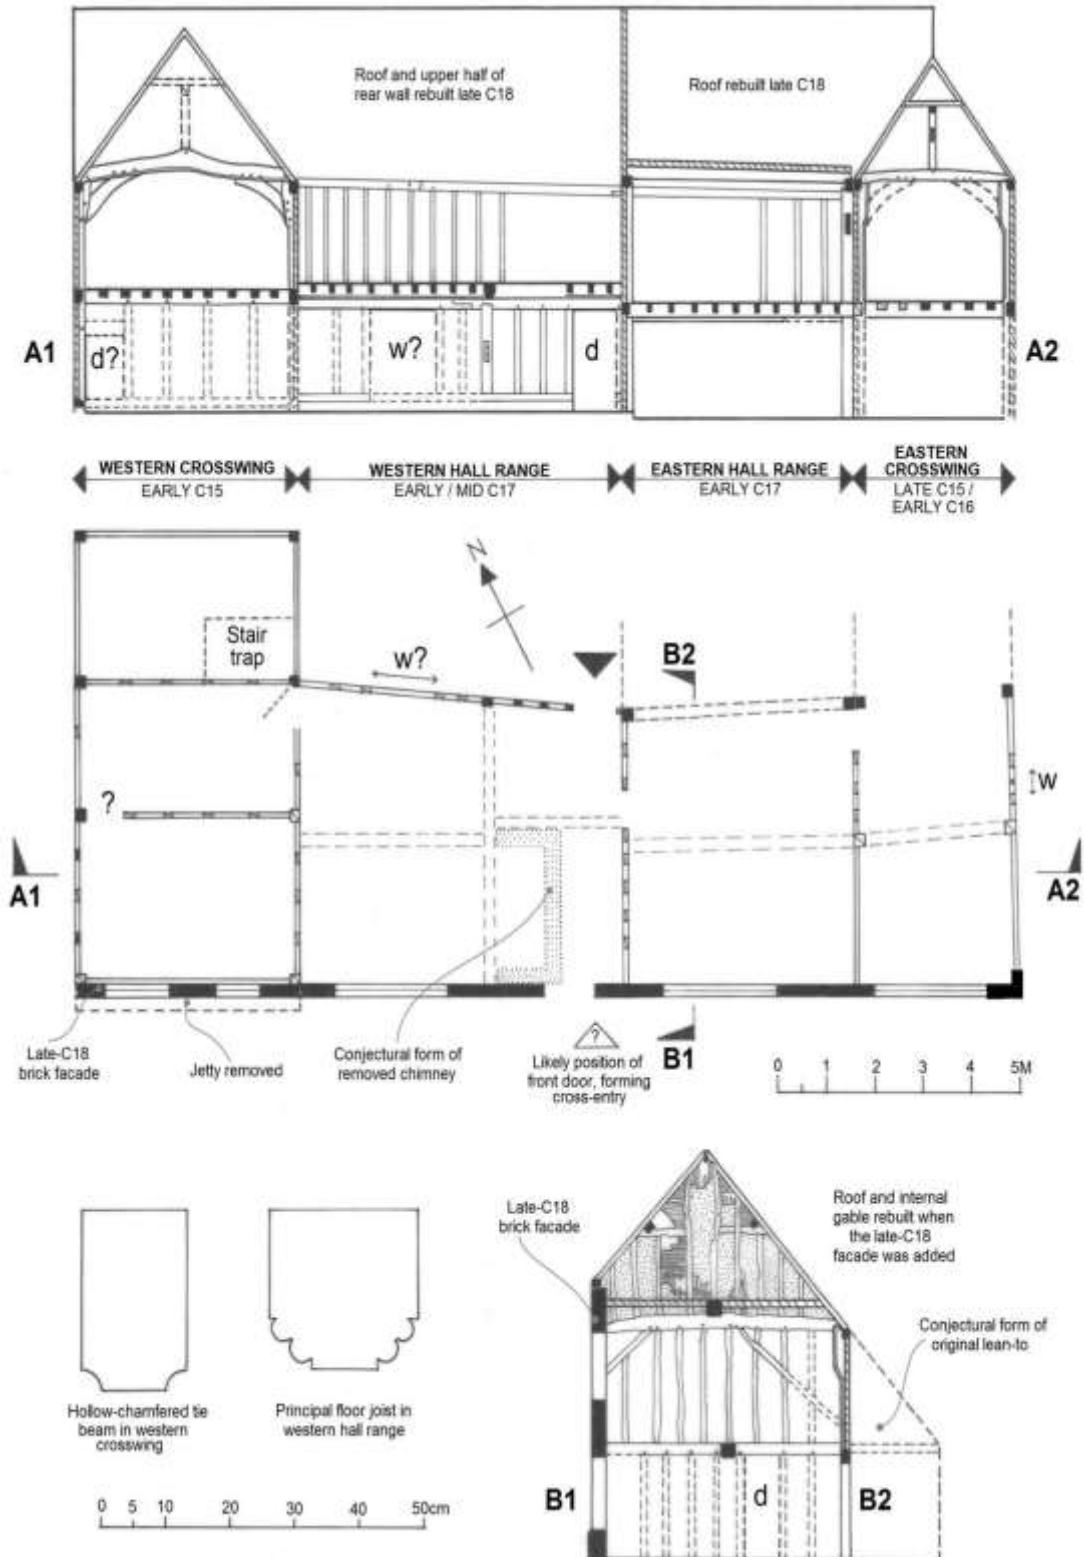 Roof and upper half of
rear wall rebuilt late C18
Roof rebuilt late C18
A1
d?
w?
d
A2
WESTERN CROSSWING
EARLY C15
WESTERN HALL RANGE
EARLY / MID C17
EASTERN HALL RANGE
EARLY C17
EASTERN
CROSSWING
LATE C15 /
EARLY C16
N
Stair
trap
w?
B2
?
W
A1
A2
Late-C18
brick facade
Jetty removed
Conjectural form of
removed chimney
?
Likely position of
front door, forming
cross-entry
B1
0 1 2 3 4 5M
Late-C18
brick facade
Roof and internal
gable rebuilt when
the late-C18
facade was added
Conjectural form of
original lean-to
Hollow-chamfered tie
beam in western
crosswing
Principal floor joist in
western hall range
B1
d
B2
0 5 10 20 30 40 50cm